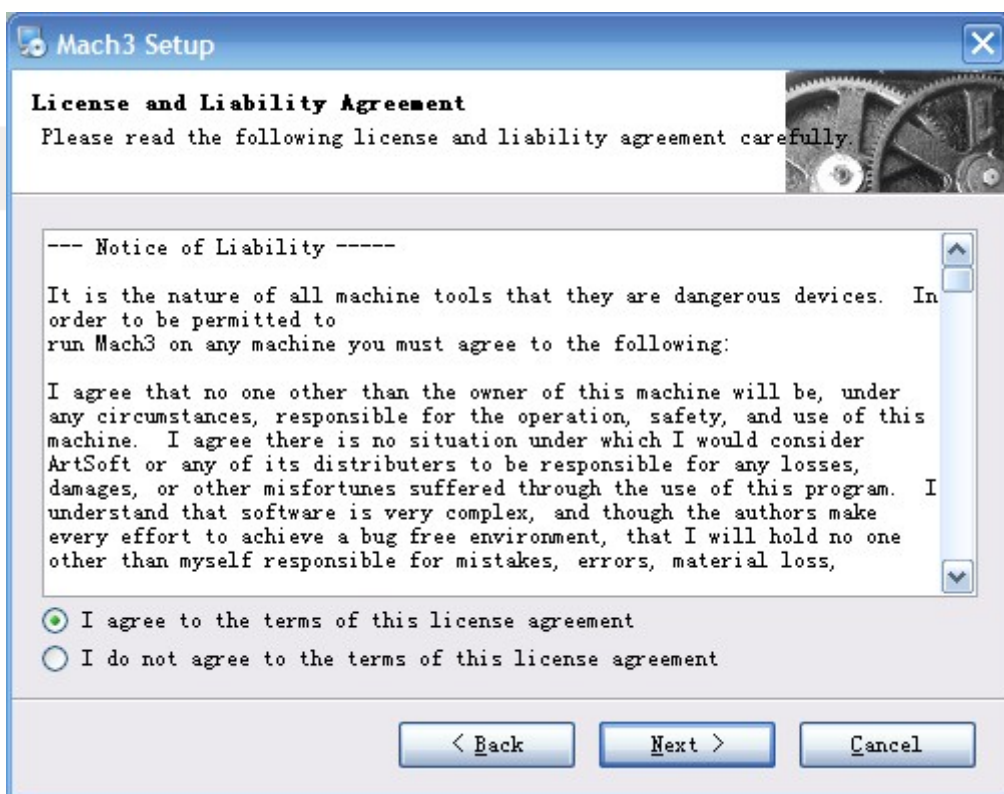 Mach3 Setup
License and Liability Agreement
Please read the following license and liability agreement carefully.
--- Notice of Liability -----
It is the nature of all machine tools that they are dangerous devices.  In
order to be permitted to
run Mach3 on any machine you must agree to the following:
I agree that no one other than the owner of this machine will be, under
any circumstances, responsible for the operation, safety, and use of this
machine.  I agree there is no situation under which I would consider
ArtSoft or any of its distributers to be responsible for any losses,
damages, or other misfortunes suffered through the use of this program.  I
understand that software is very complex, and though the authors make
every effort to achieve a bug free environment, that I will hold no one
other than myself responsible for mistakes, errors, material loss,
I agree to the terms of this license agreement
I do not agree to the terms of this license agreement
< Back Next > Cancel